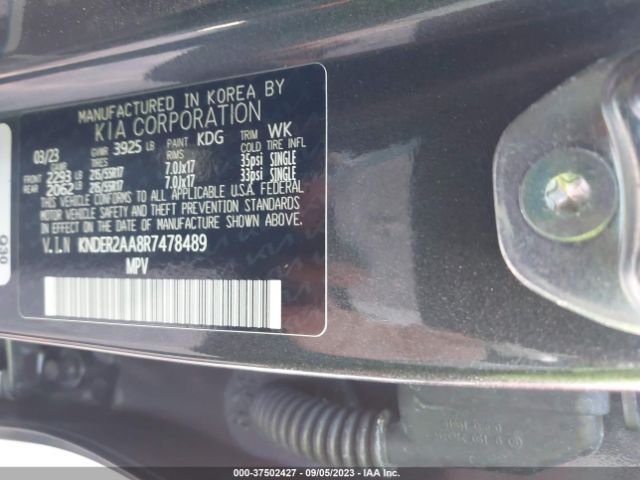 MANUFACTURED IN KOREA BY
KIA CORPORATION
03/23 GVWR 3925 LB PAINT KDG TRIM WK
GAWR TIRES RIMS COLD TIRE INFL
FRONT 2293 LB 215/55R17 7.0Jx17 35psi SINGLE
REAR 2062 LB 215/55R17 7.0Jx17 33psi SINGLE
THIS VEHICLE CONFORMS TO ALL APPLICABLE U.S.A. FEDERAL
MOTOR VEHICLE SAFETY AND THEFT PREVENTION STANDARDS
IN EFFECT ON THE DATE OF MANUFACTURE SHOWN ABOVE.
V.I.N KNDER2AA8R7478489
MPV
Q30
000-37502427 - 09/05/2023 - IAA Inc.